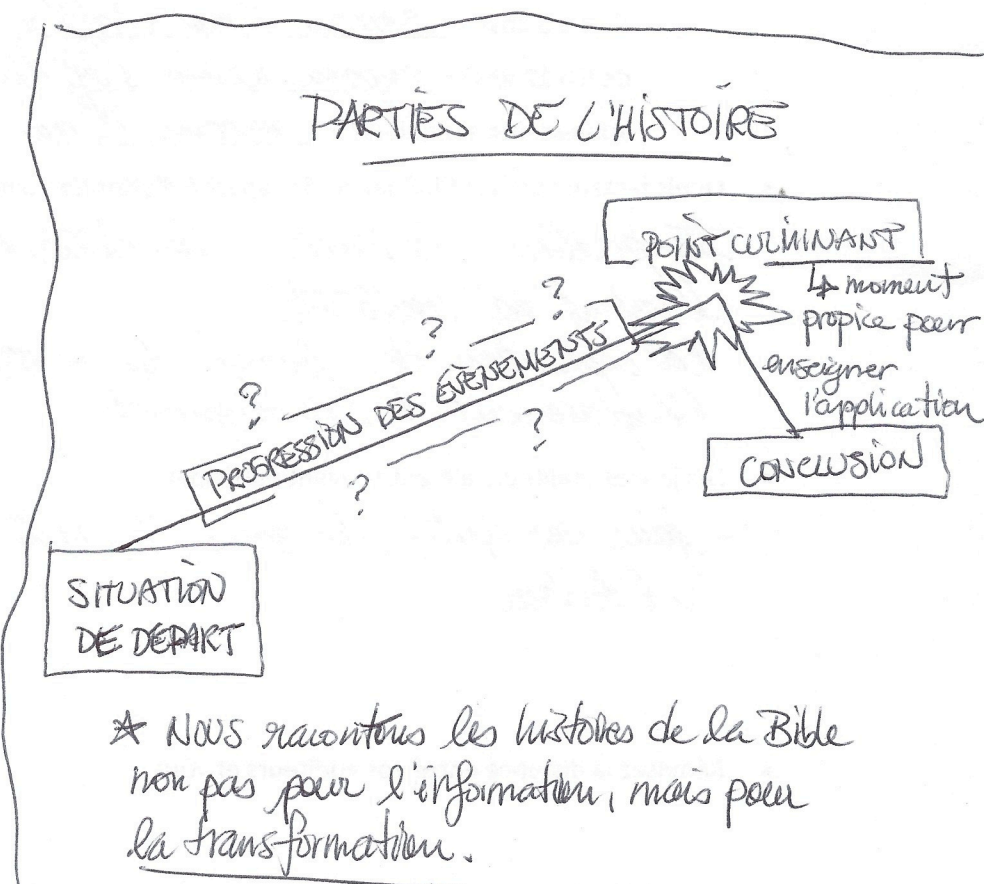 PARTIES DE L'HISTOIRE
POINT CULMINANT
↳ moment
propice pour
enseigner
l'application
?
?
?
PROGRESSION DES ÉVÈNEMENTS
?
?
CONCLUSION
SITUATION
DE DÉPART
* NOUS racontons les histoires de la Bible
non pas pour l'information, mais pour
la transformation.